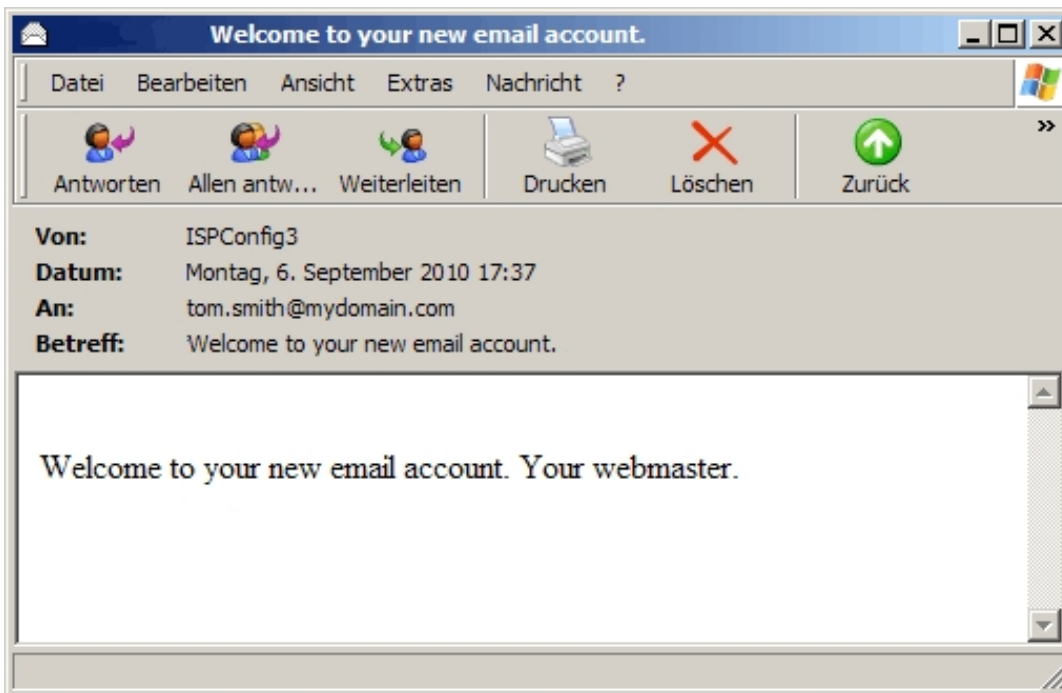 Welcome to your new email account.
Datei Bearbeiten Ansicht Extras Nachricht ?
Antworten Allen antw... Weiterleiten Drucken Löschen Zurück »
Von: ISPConfig3
Datum: Montag, 6. September 2010 17:37
An: tom.smith@mydomain.com
Betreff: Welcome to your new email account.
Welcome to your new email account. Your webmaster.